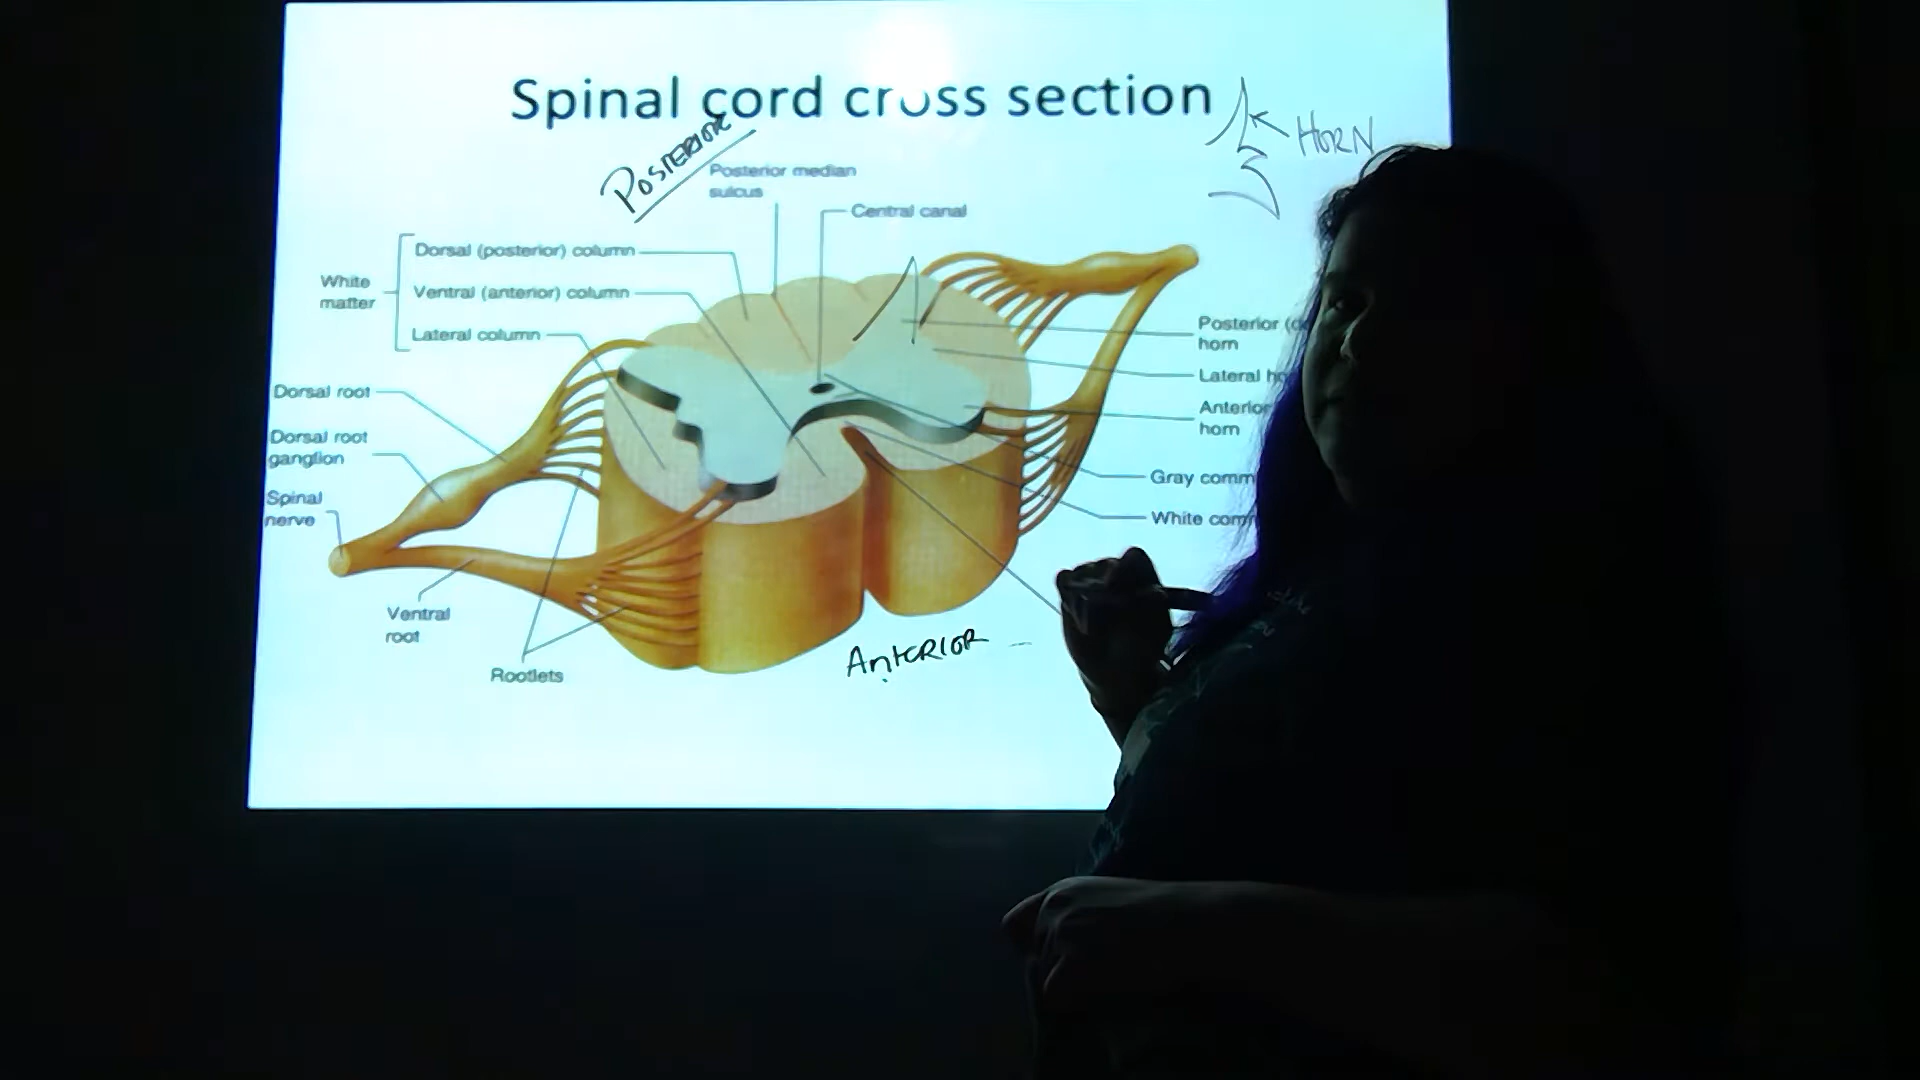 Spinal cord cross section
HORN
POSTERIOR
Posterior median
sulcus
Central canal
Dorsal (posterior) column
White
matter
Ventral (anterior) column
Lateral column
Posterior
horn
Lateral
Dorsal root
Anterior
horn
Dorsal root
ganglion
Gray
Spinal
nerve
White
Ventral
root
ANTERIOR
Rootlets